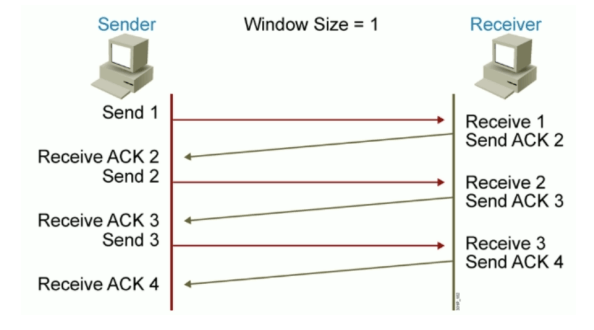 Sender
Window Size = 1
Receiver
Send 1
Receive 1
Send ACK 2
Receive ACK 2
Send 2
Receive 2
Send ACK 3
Receive ACK 3
Send 3
Receive 3
Send ACK 4
Receive ACK 4